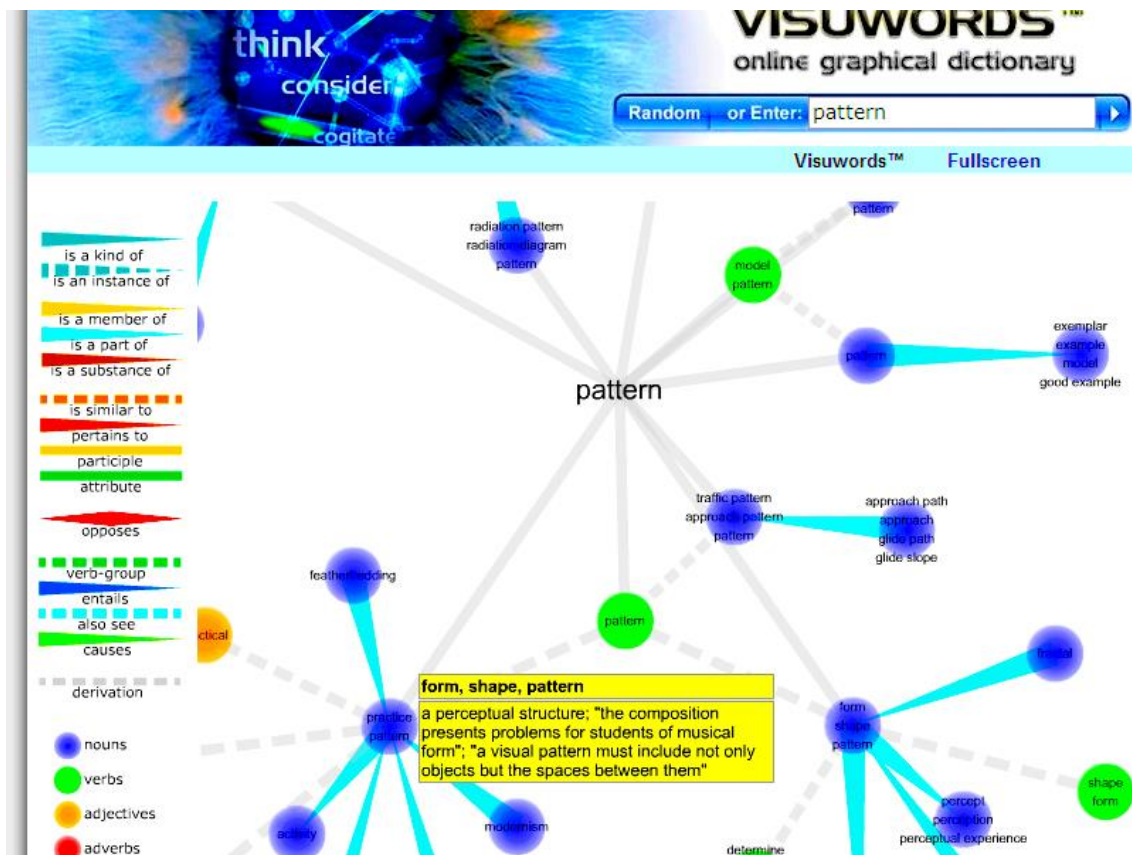 think
consider
cogitate
VISUWORDS™
online graphical dictionary
Random or Enter: pattern
Visuwords™ Fullscreen
is a kind of
is an instance of
is a member of
is a part of
is a substance of
is similar to
pertains to
participle
attribute
opposes
verb-group
entails
also see
causes
derivation
nouns
verbs
adjectives
adverbs
pattern
radiation pattern
radiation diagram
pattern
model
pattern
pattern
exemplar
example
model
good example
pattern
traffic pattern
approach pattern
pattern
approach path
approach
glide path
glide slope
featherbedding
ctical
pattern
fractal
form, shape, pattern
a perceptual structure; "the composition
presents problems for students of musical
form"; "a visual pattern must include not only
objects but the spaces between them"
practice
pattern
form
shape
pattern
shape
form
activity
modernism
percept
perception
perceptual experience
determine